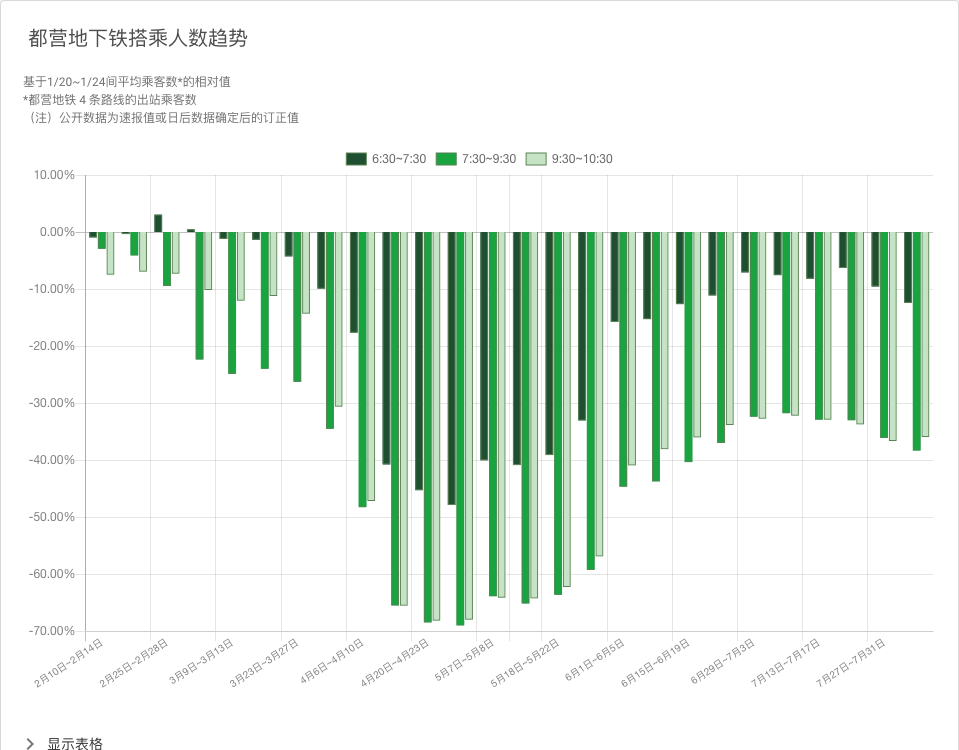 都营地下铁搭乘人数趋势
基于1/20~1/24间平均乘客数*的相对值
*都营地铁 4 条路线的出站乘客数
（注）公开数据为速报值或日后数据确定后的订正值
6:30~7:30 7:30~9:30 9:30~10:30
10.00%
0.00%
-10.00%
-20.00%
-30.00%
-40.00%
-50.00%
-60.00%
-70.00%
2月10日~2月14日
2月25日~2月28日
3月9日~3月13日
3月23日~3月27日
4月6日~4月10日
4月20日~4月23日
5月7日~5月8日
5月18日~5月22日
6月1日~6月5日
6月15日~6月19日
6月29日~7月3日
7月13日~7月17日
7月27日~7月31日
显示表格